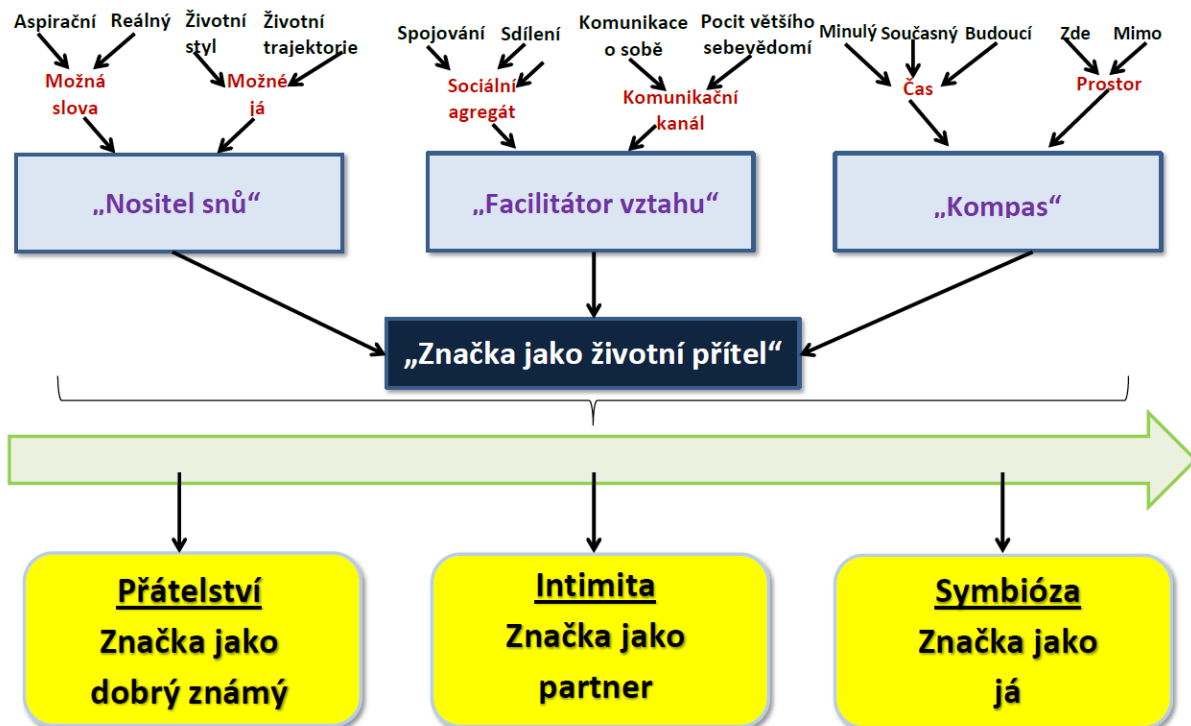 Aspirační
Reálný
Životní
styl
Životní
trajektorie
Spojování
Sdílení
Komunikace
o sobě
Pocit většího
sebevědomí
Minulý
Současný
Budoucí
Zde
Mimo
Možná
slova
Možné
já
Sociální
agregát
Komunikační
kanál
Čas
Prostor
„Nositel snů“
„Facilitátor vztahu“
„Kompas“
„Značka jako životní přítel“
Přátelství
Značka jako
dobrý známý
Intimita
Značka jako
partner
Symbióza
Značka jako
já